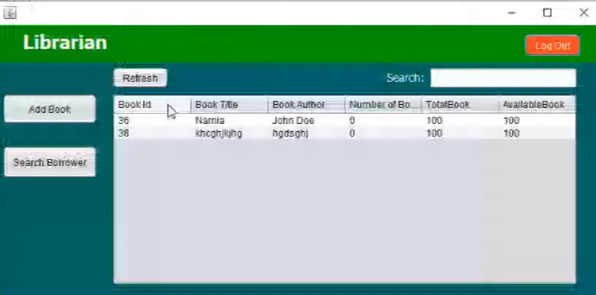 Librarian
Log Out
Refresh
Search:
Add Book
Search Borrower
Book Id Book Title Book Author Number of Bo... TotalBook AvailableBook
36 Narnia John Doe 0 100 100
38 khcghjkjhg hgdsghj 0 100 100